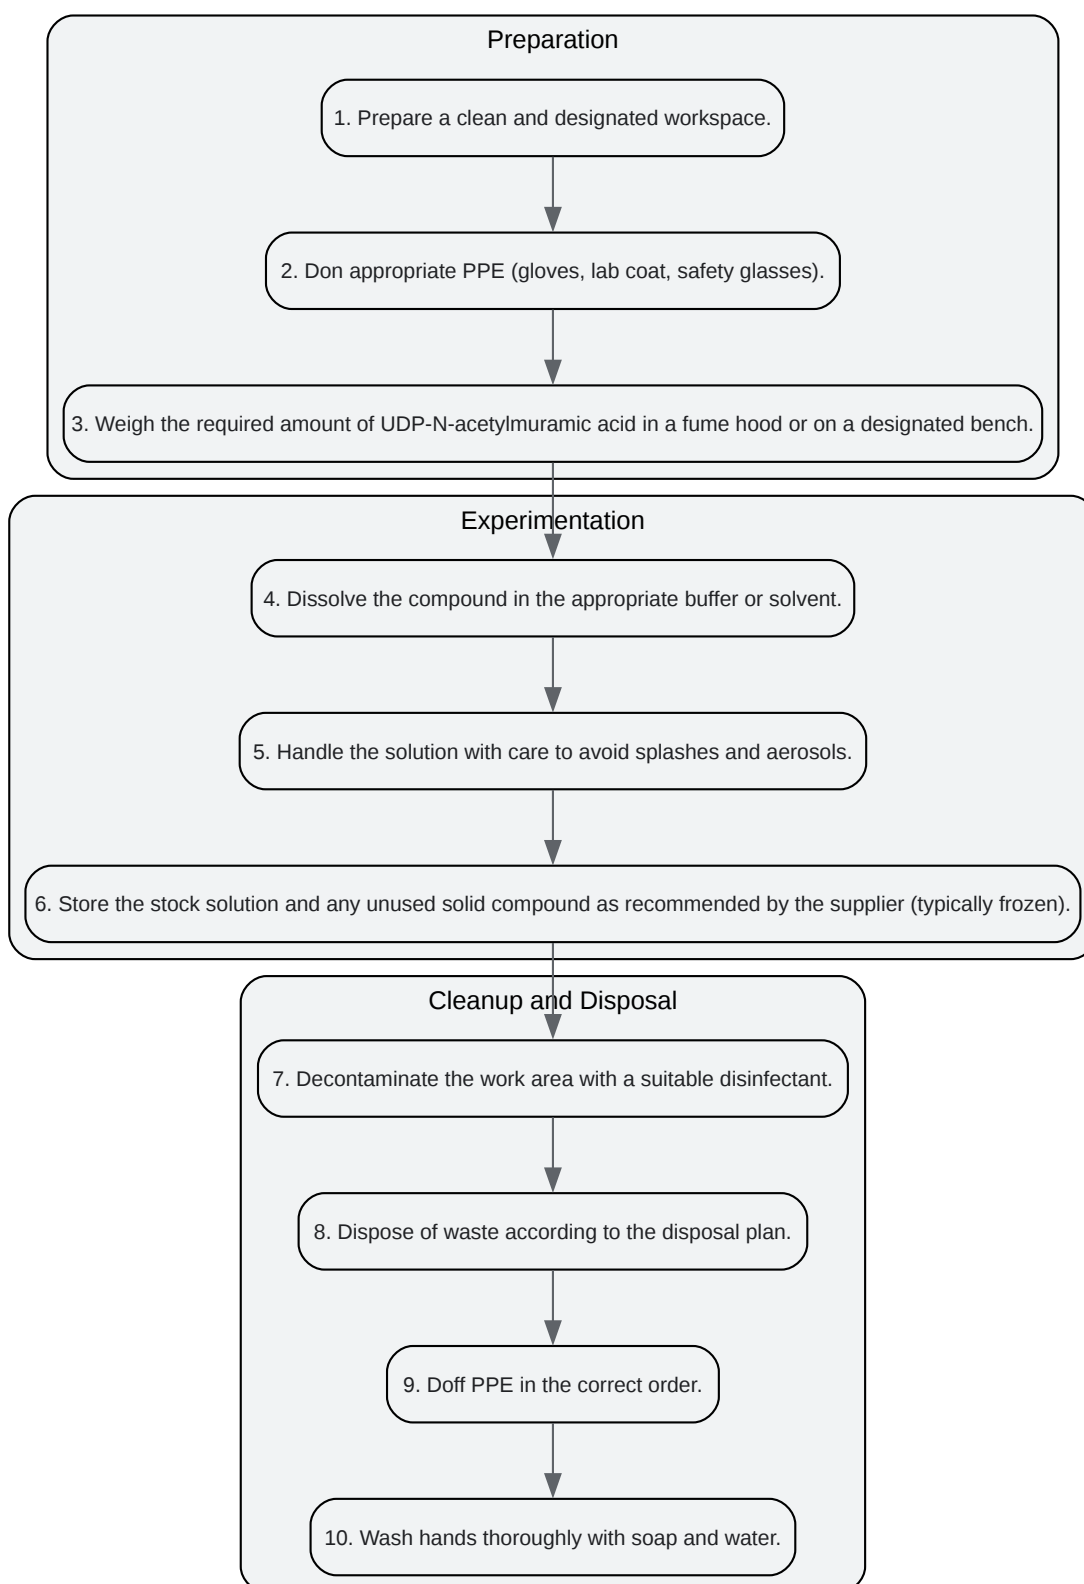 Preparation
1. Prepare a clean and designated workspace.
2. Don appropriate PPE (gloves, lab coat, safety glasses).
3. Weigh the required amount of UDP-N-acetylmuramic acid in a fume hood or on a designated bench.
Experimentation
4. Dissolve the compound in the appropriate buffer or solvent.
5. Handle the solution with care to avoid splashes and aerosols.
6. Store the stock solution and any unused solid compound as recommended by the supplier (typically frozen).
Cleanup and Disposal
7. Decontaminate the work area with a suitable disinfectant.
8. Dispose of waste according to the disposal plan.
9. Doff PPE in the correct order.
10. Wash hands thoroughly with soap and water.